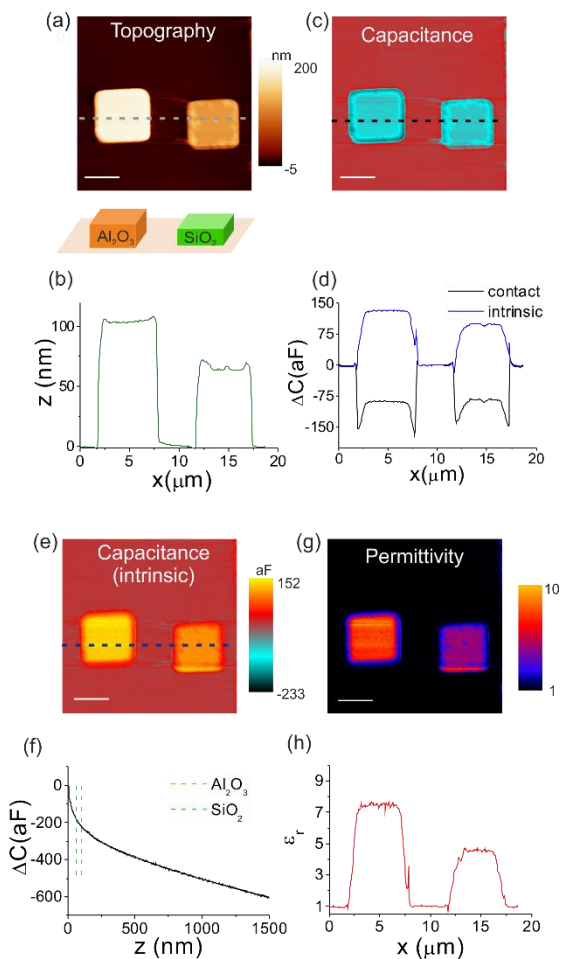 (a)
Topography
nm
200
-5
(c)
Capacitance
Al2O3
SiO2
(b)
100
50
0
z (nm)
0 5 10 15 20
x(μm)
(d)
contact
intrinsic
150
75
0
-75
-150
ΔC(aF)
0 5 10 15 20
x(μm)
(e)
Capacitance
(intrinsic)
aF
152
-233
(g)
Permittivity
10
1
(f)
Al2O3
SiO2
0
-200
-400
-600
ΔC(aF)
0 500 1000 1500
z (nm)
(h)
9
7
5
3
1
εr
0 5 10 15 20
x (μm)